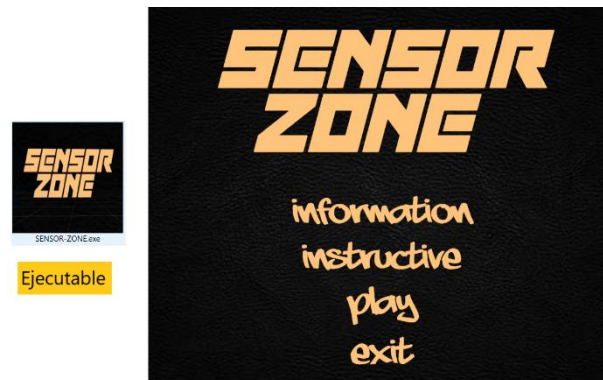 SENSOR
ZONE
SENSOR-ZONE.exe
Ejecutable
SENSOR
ZONE
information
instructive
play
exit